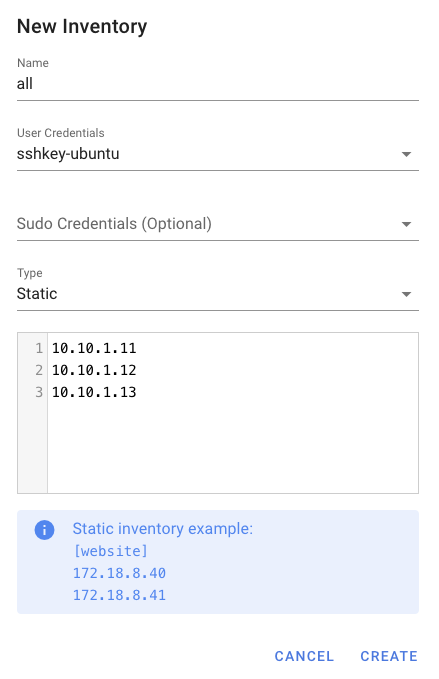 New Inventory
Name
all
User Credentials
sshkey-ubuntu
Sudo Credentials (Optional)
Type
Static
1 10.10.1.11
2 10.10.1.12
3 10.10.1.13
Static inventory example:
[website]
172.18.8.40
172.18.8.41
CANCEL CREATE